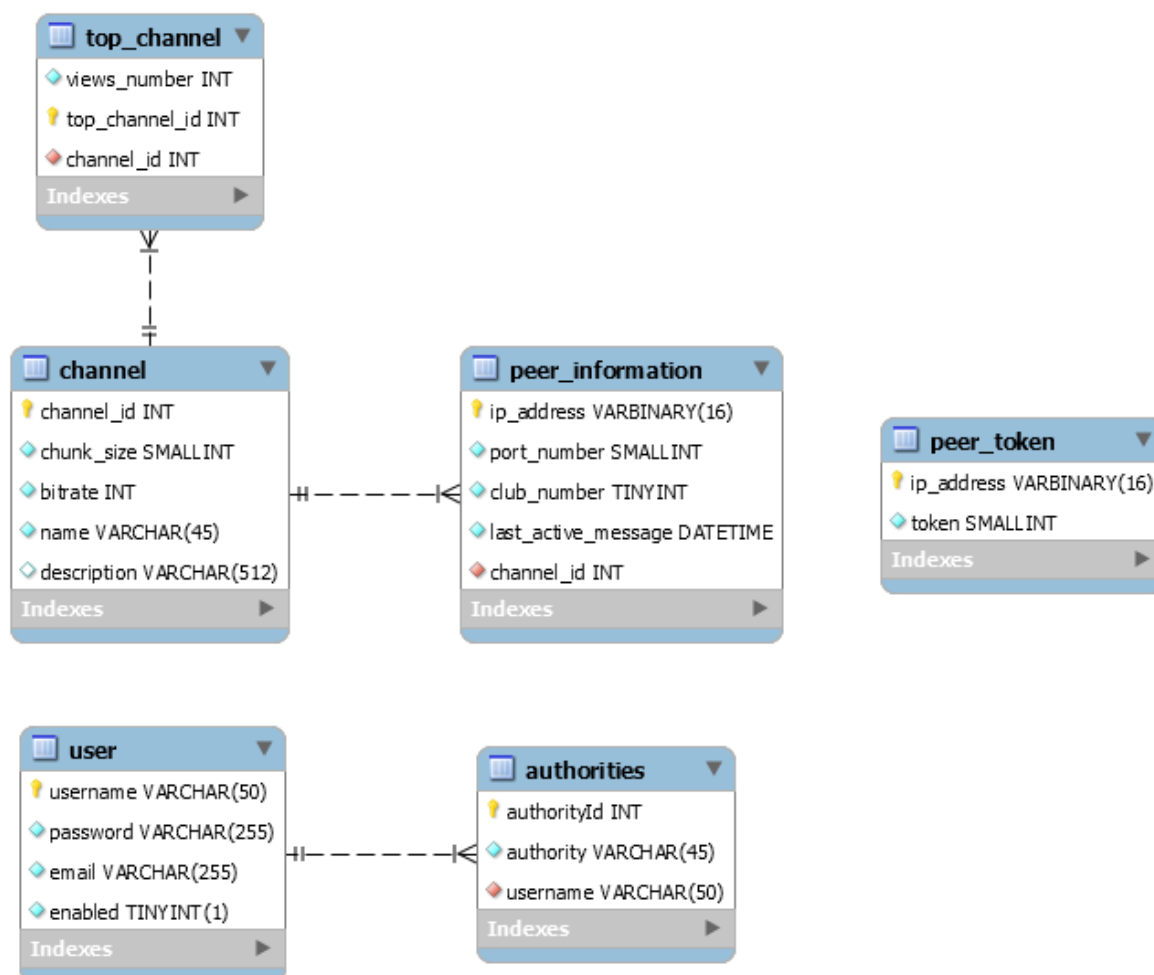 top_channel
views_number INT
top_channel_id INT
channel_id INT
Indexes
channel
channel_id INT
chunk_size SMALLINT
bitrate INT
name VARCHAR(45)
description VARCHAR(512)
Indexes
peer_information
ip_address VARBINARY(16)
port_number SMALLINT
club_number TINYINT
last_active_message DATETIME
channel_id INT
Indexes
peer_token
ip_address VARBINARY(16)
token SMALLINT
Indexes
user
username VARCHAR(50)
password VARCHAR(255)
email VARCHAR(255)
enabled TINYINT(1)
Indexes
authorities
authorityId INT
authority VARCHAR(45)
username VARCHAR(50)
Indexes